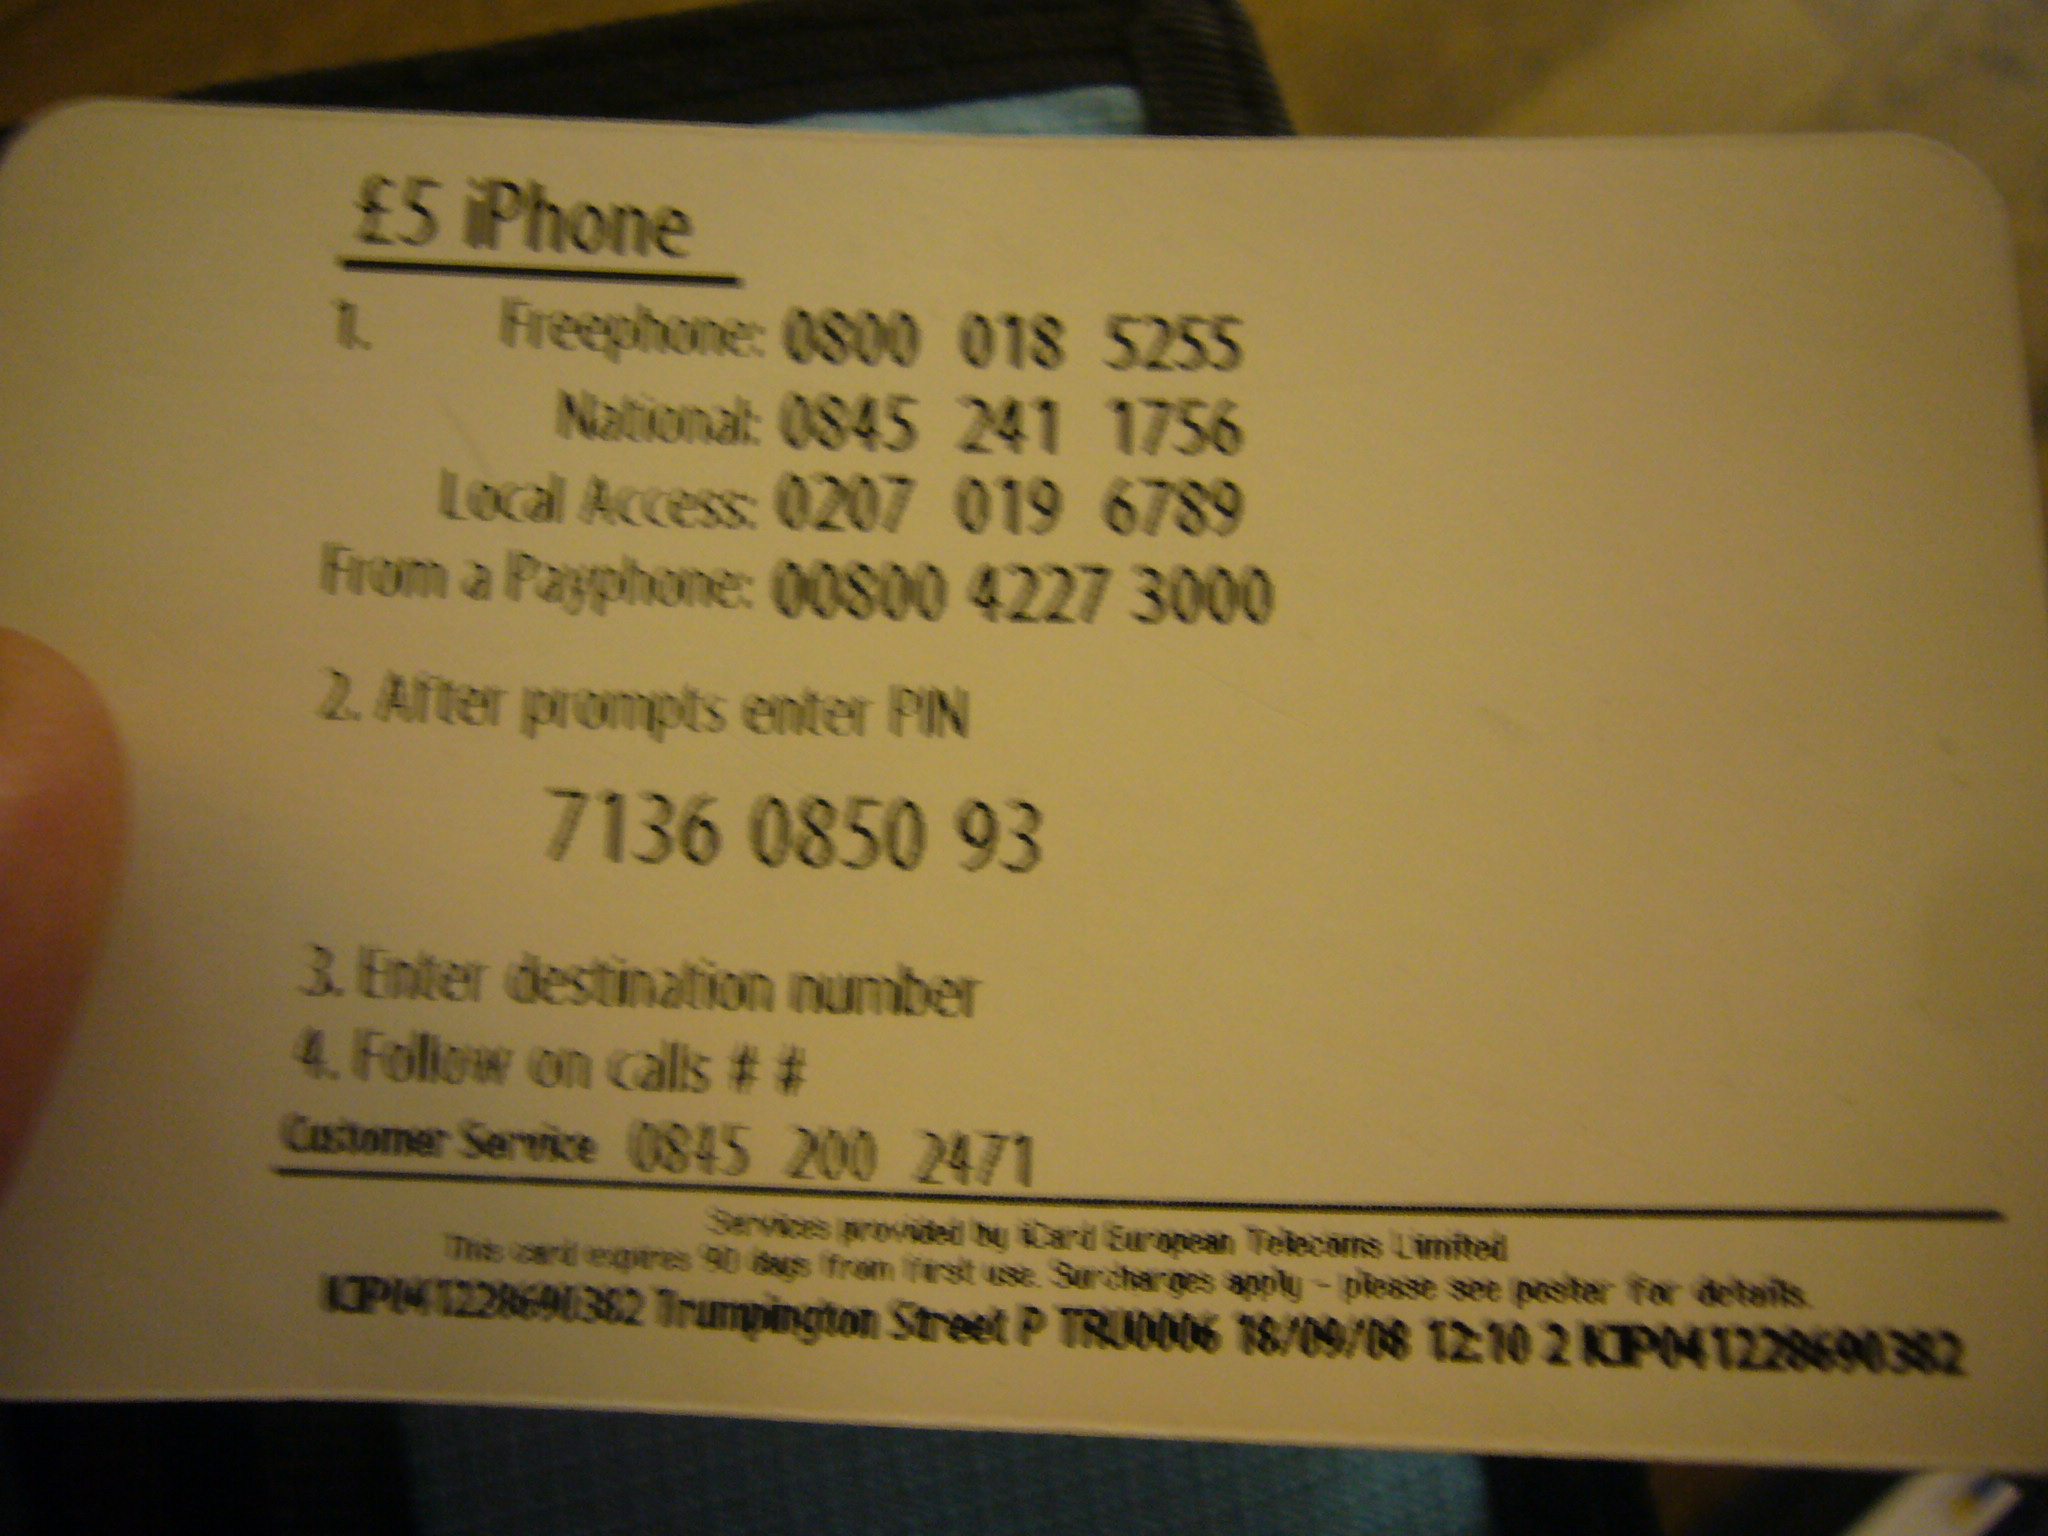 £5 iPhone
1. Freephone: 0800 018 5255
National: 0845 241 1756
Local Access: 0207 019 6789
From a Payphone: 00800 4227 3000
2. After prompts enter PIN
7136 0850 93
3. Enter destination number
4. Follow on calls # #
Customer Service 0845 200 2471
Services provided by iCard European Telecoms Limited
This card expires 90 days from first use. Surcharges apply - please see poster for details.
KTP041228690382 Trumpington Street P TRU0006 18/09/08 12:10 2 KTP041228690382